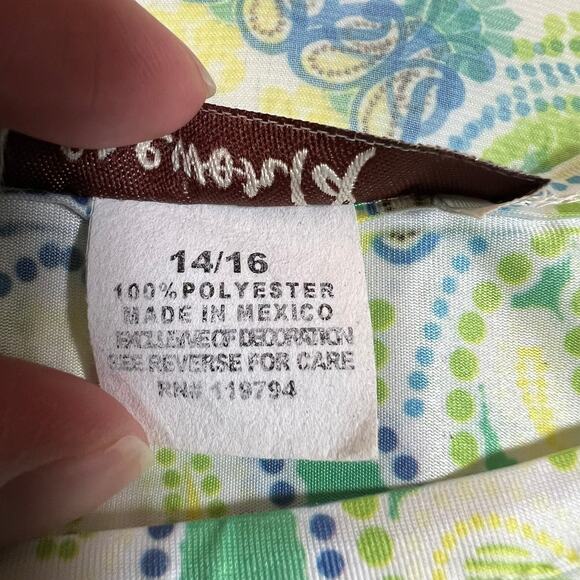 14/16
100% POLYESTER
MADE IN MEXICO
EXCLUSIVE OF DECORATION
SEE REVERSE FOR CARE
RN# 119794